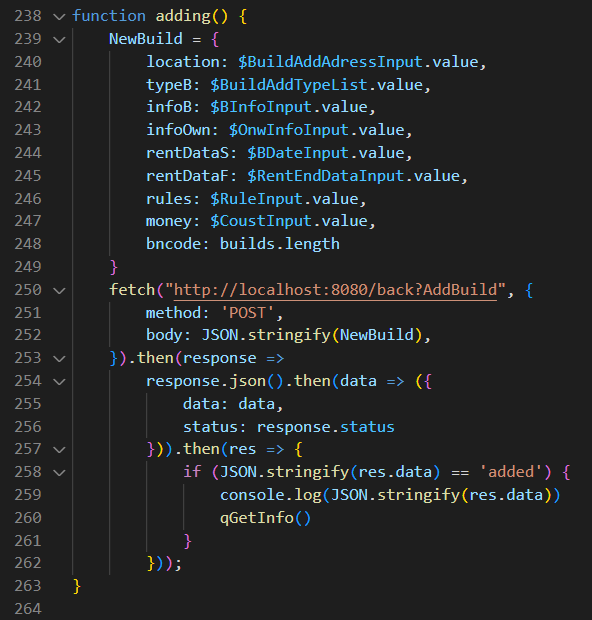 238 function adding() {
239 NewBuild = {
240 location: $BuildAddAdressInput.value,
241 typeB: $BuildAddTypeList.value,
242 infoB: $BInfoInput.value,
243 infoOwn: $OnwInfoInput.value,
244 rentDataS: $BDateInput.value,
245 rentDataF: $RentEndDataInput.value,
246 rules: $RuleInput.value,
247 money: $CoustInput.value,
248 bncode: builds.length
249 }
250 fetch("http://localhost:8080/back?AddBuild", {
251 method: 'POST',
252 body: JSON.stringify(NewBuild),
253 }).then(response =>
254 response.json().then(data => ({
255 data: data,
256 status: response.status
257 })).then(res => {
258 if (JSON.stringify(res.data) == 'added') {
259 console.log(JSON.stringify(res.data))
260 qGetInfo()
261 }
262 }));
263 }
264